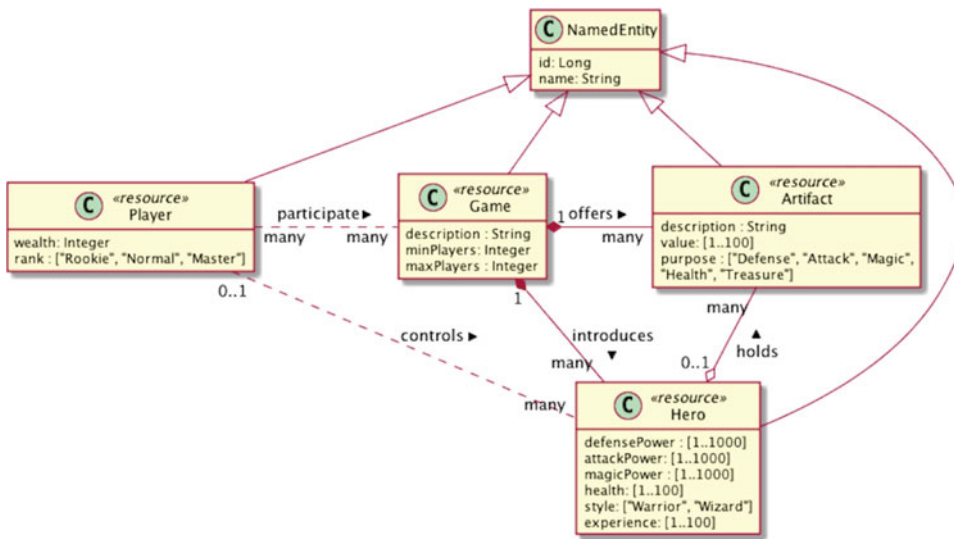 C NamedEntity
id: Long
name: String
C «resource»
Player
wealth: Integer
rank : ["Rookie", "Normal", "Master"]
participate ▶
many
many
C «resource»
Game
description : String
minPlayers: Integer
maxPlayers : Integer
1 offers ▶
many
C «resource»
Artifact
description : String
value: [1..100]
purpose : ["Defense", "Attack", "Magic",
"Health", "Treasure"]
0..1
controls ▶
many
1
introduces
▼
many
many
▲
holds
0..1
C «resource»
Hero
defensePower : [1..1000]
attackPower: [1..1000]
magicPower : [1..1000]
health: [1..100]
style: ["Warrior", "Wizard"]
experience: [1..100]